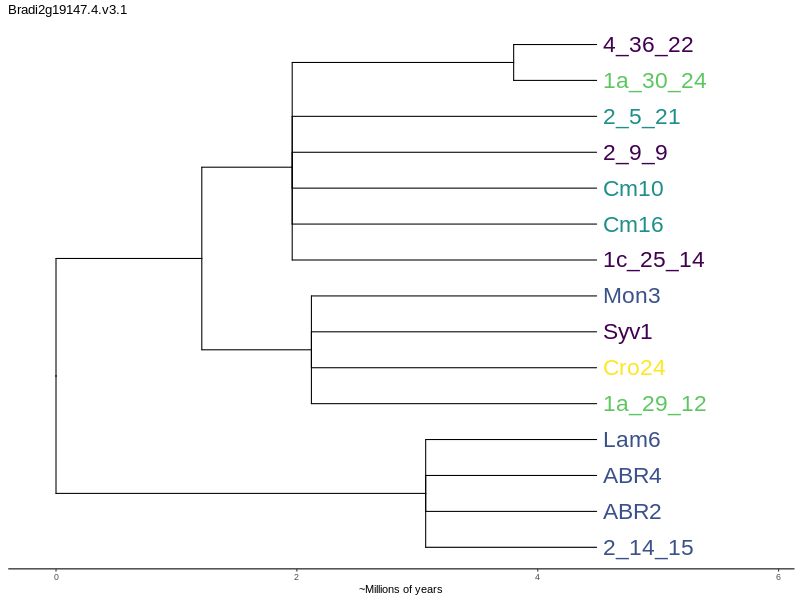 Bradi2g19147.4.v3.1
4_36_22
1a_30_24
2_5_21
2_9_9
Cm10
Cm16
1c_25_14
Mon3
Syv1
Cro24
1a_29_12
Lam6
ABR4
ABR2
2_14_15
0 2 4 6
~Millions of years